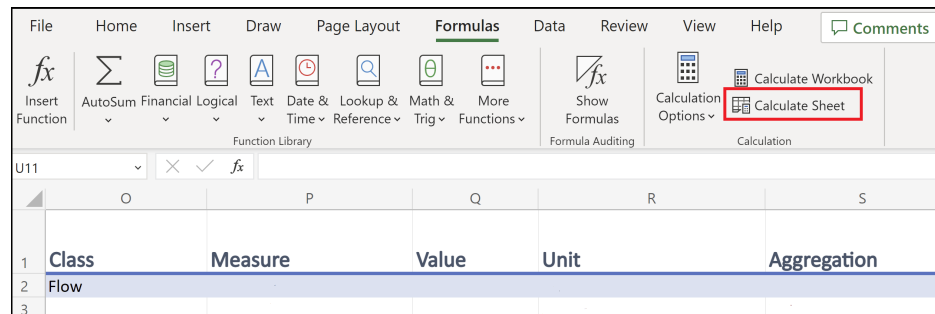 File Home Insert Draw Page Layout Formulas Data Review View Help Comments
fx Insert Function
AutoSum
Financial
Logical
Text
Date & Time
Lookup & Reference
Math & Trig
More Functions
Function Library
fx Show Formulas
Formula Auditing
Calculation Options
Calculate Workbook
Calculate Sheet
Calculation
U11 fx
O P Q R S
1 Class Measure Value Unit Aggregation
2 Flow
3